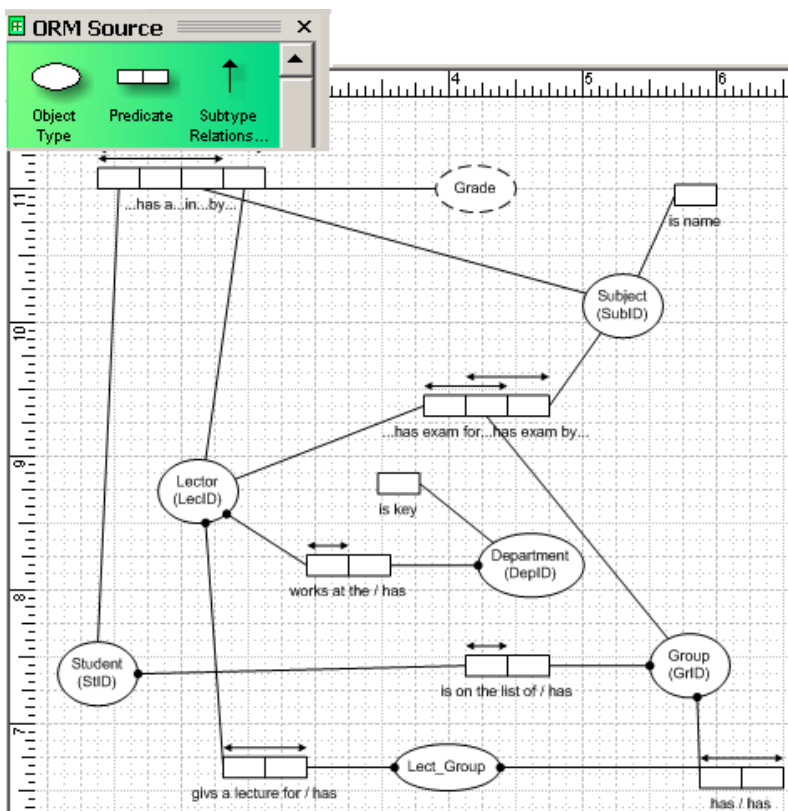 ORM Source
Object
Type
Predicate
Subtype
Relations...
4
5
6
Grade
11
...has a...in...by...
is name
Subject
(SubID)
10
...has exam for...has exam by...
9
Lector
(LecID)
is key
Department
(DepID)
works at the / has
8
Student
(StID)
Group
(GrID)
is on the list of / has
7
Lect_Group
givs a lecture for / has
has / has